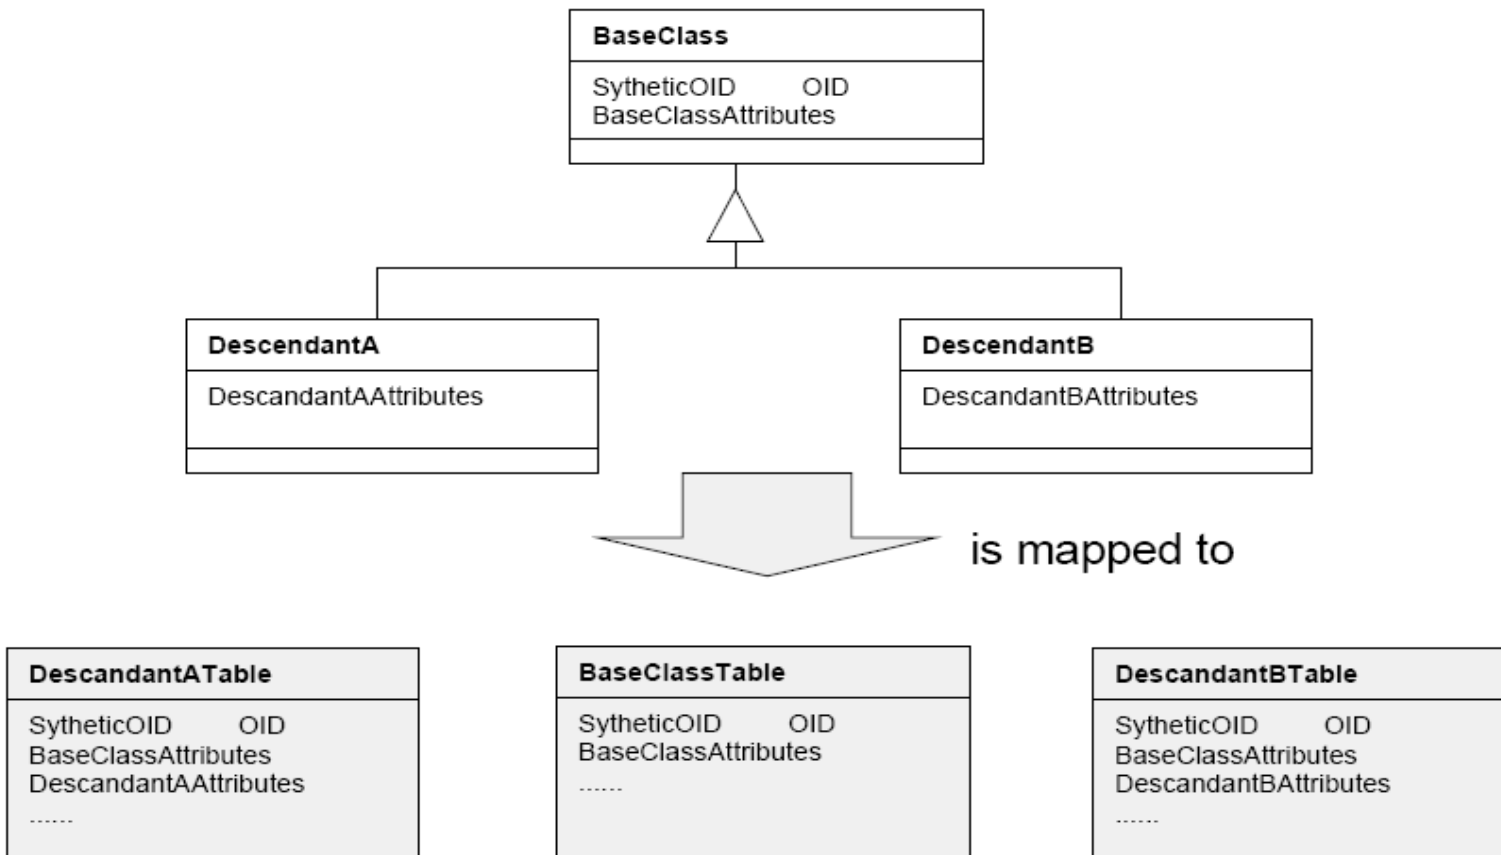 BaseClass
SytheticOID OID
BaseClassAttributes
DescendantA
DescandantAAttributes
DescendantB
DescandantBAttributes
is mapped to
DescandantATable
SytheticOID OID
BaseClassAttributes
DescandantAAttributes
......
BaseClassTable
SytheticOID OID
BaseClassAttributes
......
DescandantBTable
SytheticOID OID
BaseClassAttributes
DescandantBAttributes
......